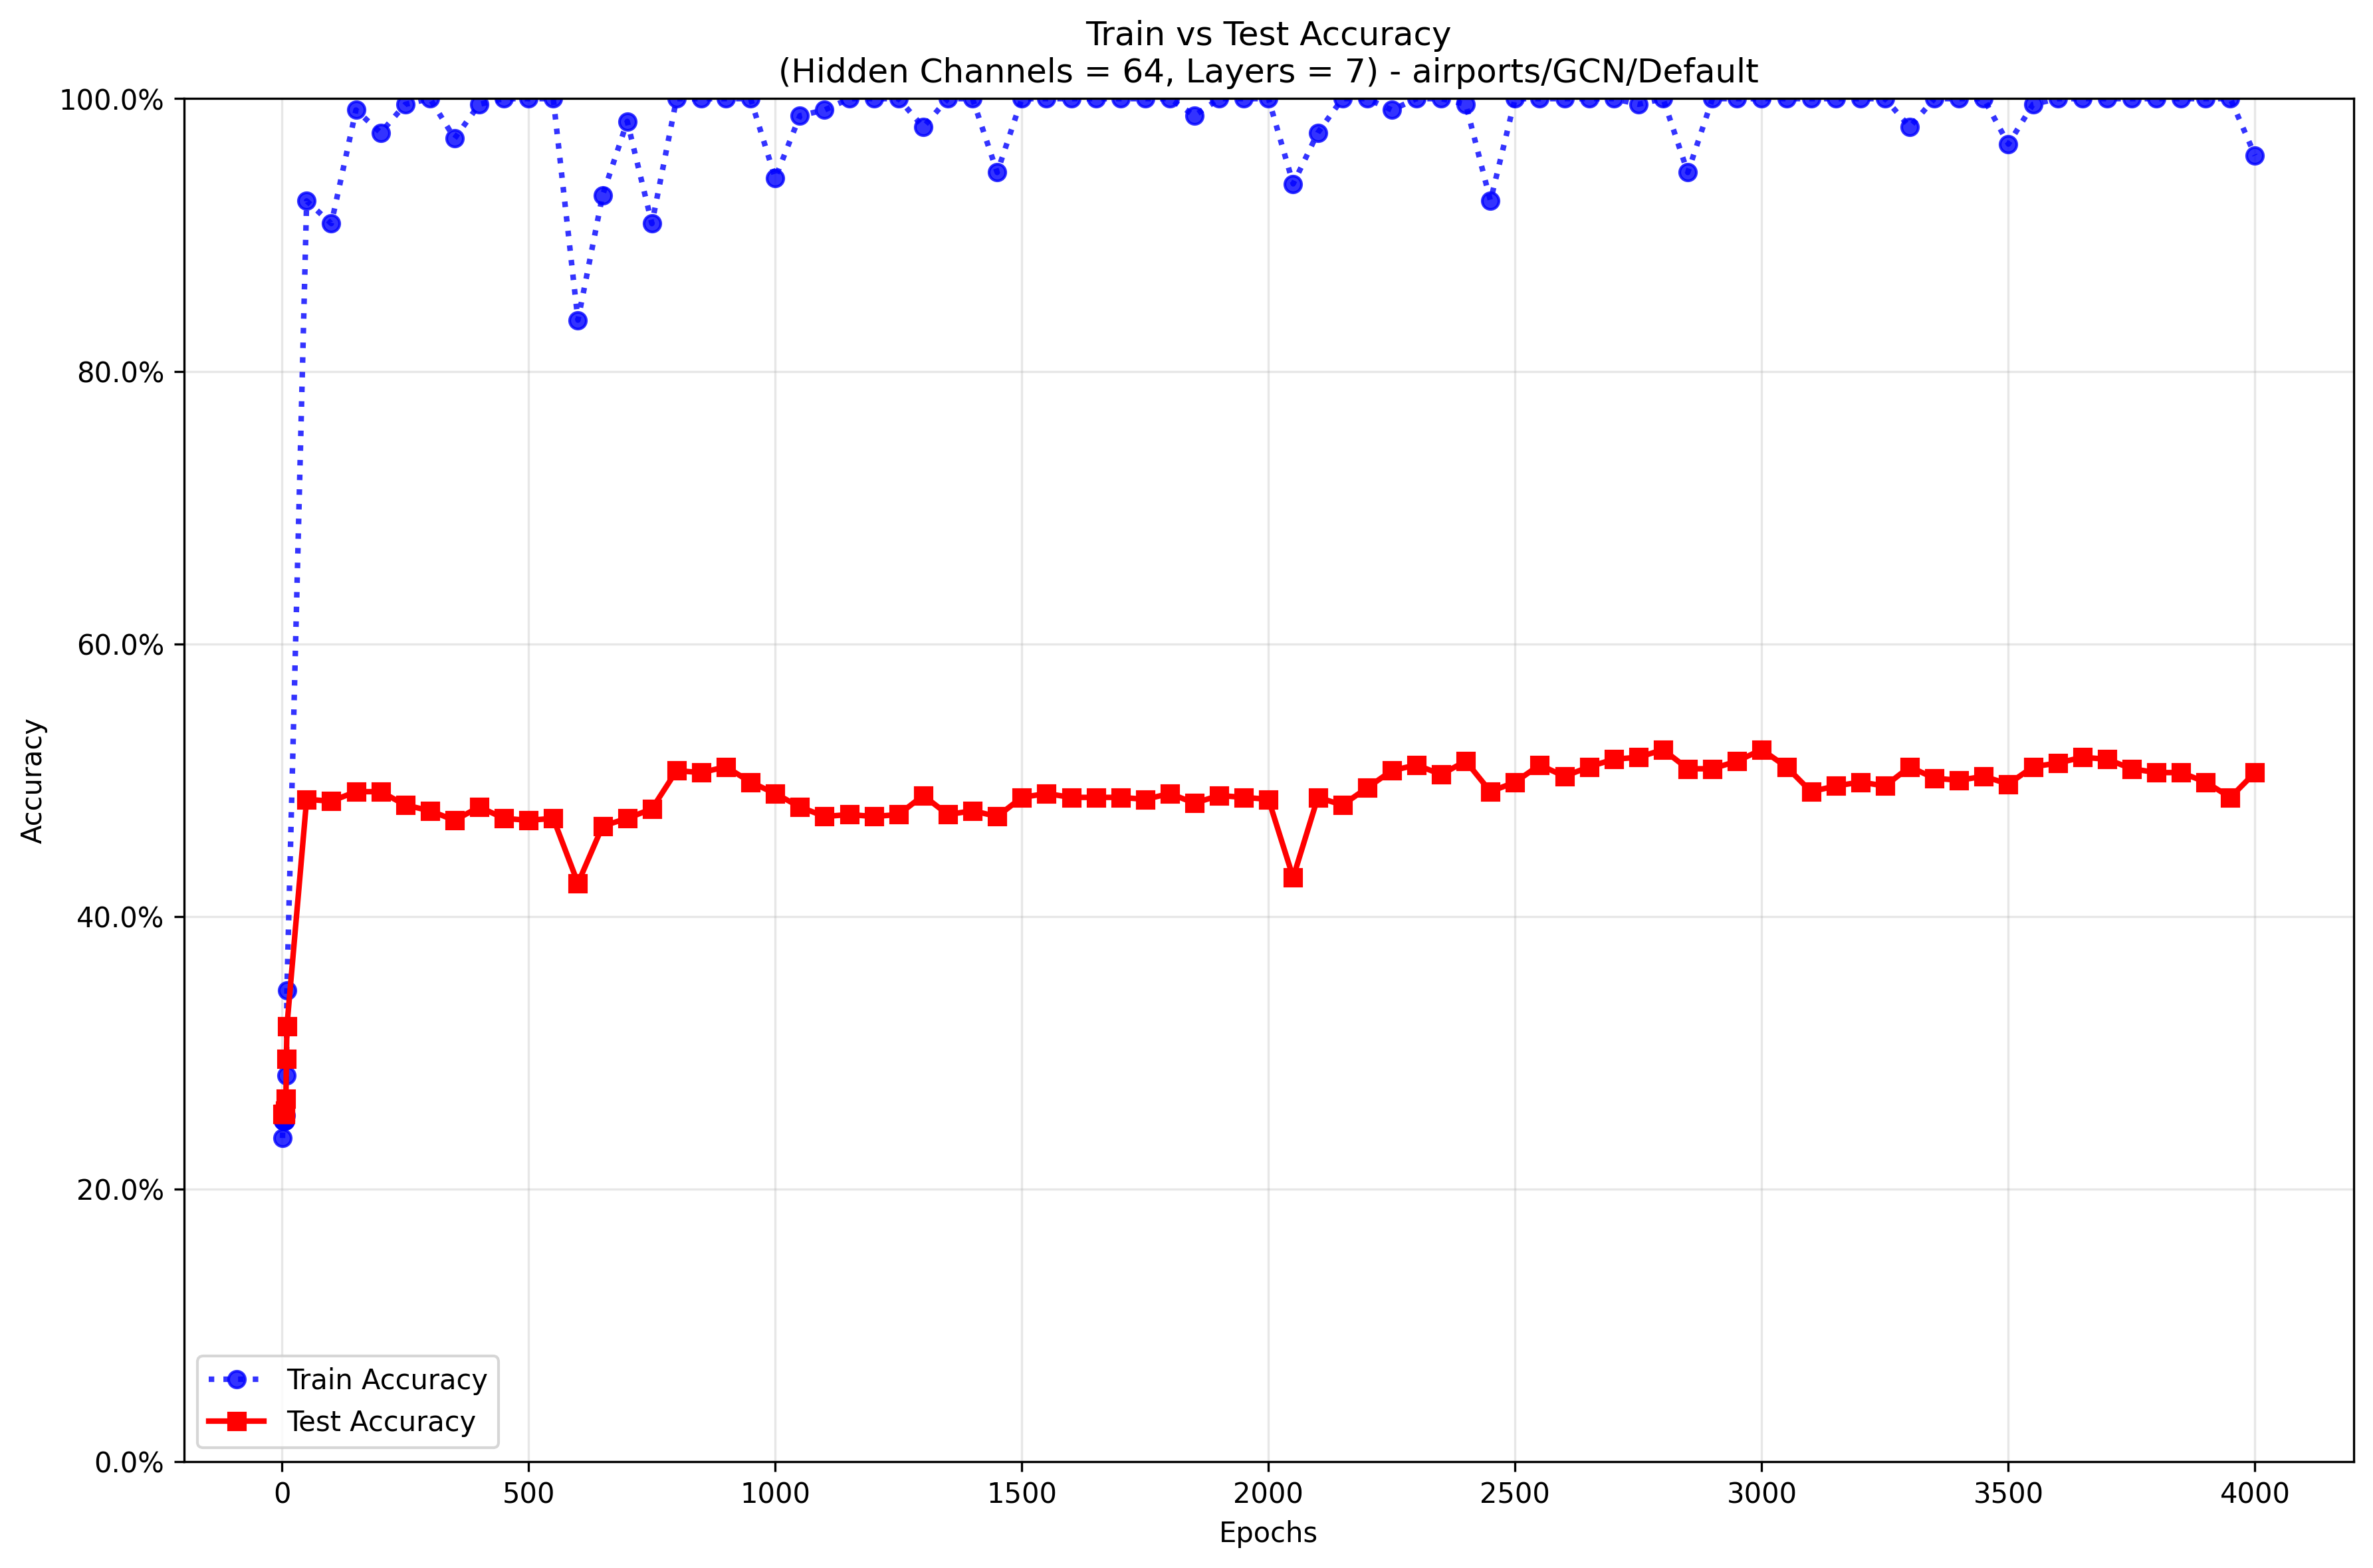 Train vs Test Accuracy
(Hidden Channels = 64, Layers = 7) - airports/GCN/Default
100.0%
80.0%
60.0%
40.0%
20.0%
0.0%
Accuracy
Train Accuracy
Test Accuracy
0 500 1000 1500 2000 2500 3000 3500 4000
Epochs